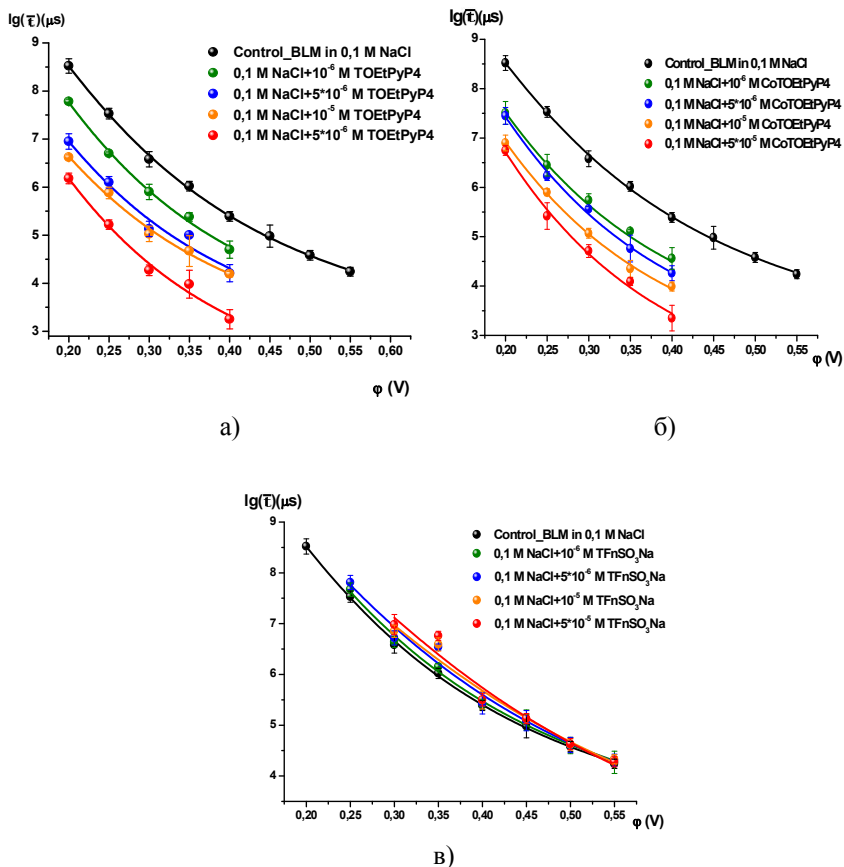 lg(τ̅)(µs)
9
8
7
6
5
4
3
0,20 0,25 0,30 0,35 0,40 0,45 0,50 0,55 0,60
φ (V)
Control_BLM in 0,1 M NaCl
0,1 M NaCl+10⁻⁶ M TOEtPyP4
0,1 M NaCl+5*10⁻⁶ M TOEtPyP4
0,1 M NaCl+10⁻⁵ M TOEtPyP4
0,1 M NaCl+5*10⁻⁶ M TOEtPyP4
а)
lg(τ̅)(µs)
9
8
7
6
5
4
3
0,20 0,25 0,30 0,35 0,40 0,45 0,50 0,55
φ (V)
Control_BLM in 0,1 M NaCl
0,1 M NaCl+10⁻⁶ M CoTOEtPyP4
0,1 M NaCl+5*10⁻⁶ M CoTOEtPyP4
0,1 M NaCl+10⁻⁵ M CoTOEtPyP4
0,1 M NaCl+5*10⁻⁵ M CoTOEtPyP4
б)
lg(τ̅)(µs)
9
8
7
6
5
4
0,20 0,25 0,30 0,35 0,40 0,45 0,50 0,55
φ (V)
Control_BLM in 0,1 M NaCl
0,1 M NaCl+10⁻⁶ M TFnSO₃Na
0,1 M NaCl+5*10⁻⁶ M TFnSO₃Na
0,1 M NaCl+10⁻⁵ M TFnSO₃Na
0,1 M NaCl+5*10⁻⁵ M TFnSO₃Na
в)